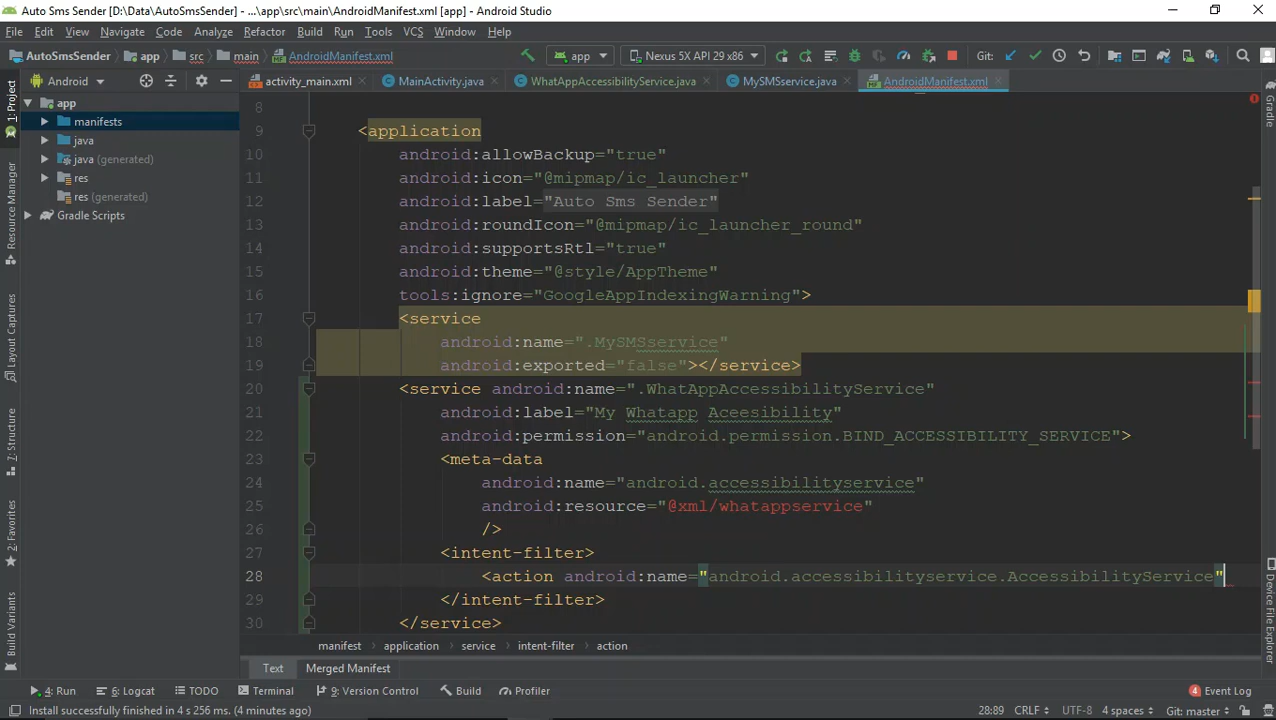 Auto Sms Sender [D:\Data\AutoSmsSender] - ...\app\src\main\AndroidManifest.xml [app] - Android Studio
File Edit View Navigate Code Analyze Refactor Build Run Tools VCS Window Help
AutoSmsSender app src main AndroidManifest.xml app Nexus 5X API 29 x86 Git:
Android activity_main.xml MainActivity.java WhatAppAccessibilityService.java MySMSservice.java AndroidManifest.xml
1: Project
Resource Manager
Layout Captures
7: Structure
2: Favorites
Build Variants
app
manifests
java
java (generated)
res
res (generated)
Gradle Scripts
8
9 <application
10 android:allowBackup="true"
11 android:icon="@mipmap/ic_launcher"
12 android:label="Auto Sms Sender"
13 android:roundIcon="@mipmap/ic_launcher_round"
14 android:supportsRtl="true"
15 android:theme="@style/AppTheme"
16 tools:ignore="GoogleAppIndexingWarning">
17 <service
18 android:name=".MySMSservice"
19 android:exported="false"></service>
20 <service android:name=".WhatAppAccessibilityService"
21 android:label="My Whatapp Aceesibility"
22 android:permission="android.permission.BIND_ACCESSIBILITY_SERVICE">
23 <meta-data
24 android:name="android.accessibilityservice"
25 android:resource="@xml/whatappservice"
26 />
27 <intent-filter>
28 <action android:name="android.accessibilityservice.AccessibilityService"
29 </intent-filter>
30 </service>
Gradle
Device File Explorer
manifest application service intent-filter action
Text Merged Manifest
4: Run 6: Logcat TODO Terminal 9: Version Control Build Profiler 4 Event Log
Install successfully finished in 4 s 256 ms. (4 minutes ago) 28:89 CRLF UTF-8 4 spaces Git: master